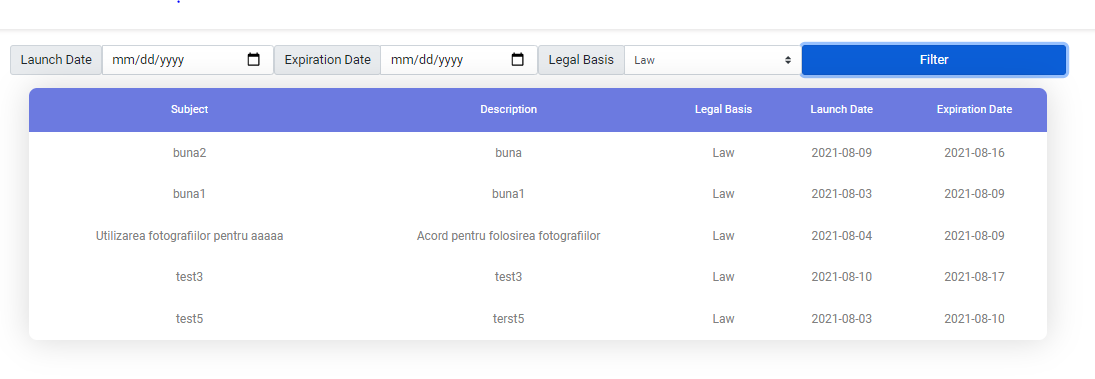 Launch Date mm/dd/yyyy Expiration Date mm/dd/yyyy Legal Basis Law Filter
Subject Description Legal Basis Launch Date Expiration Date
buna2 buna Law 2021-08-09 2021-08-16
buna1 buna1 Law 2021-08-03 2021-08-09
Utilizarea fotografiilor pentru aaaaa Acord pentru folosirea fotografiilor Law 2021-08-04 2021-08-09
test3 test3 Law 2021-08-10 2021-08-17
test5 terst5 Law 2021-08-03 2021-08-10